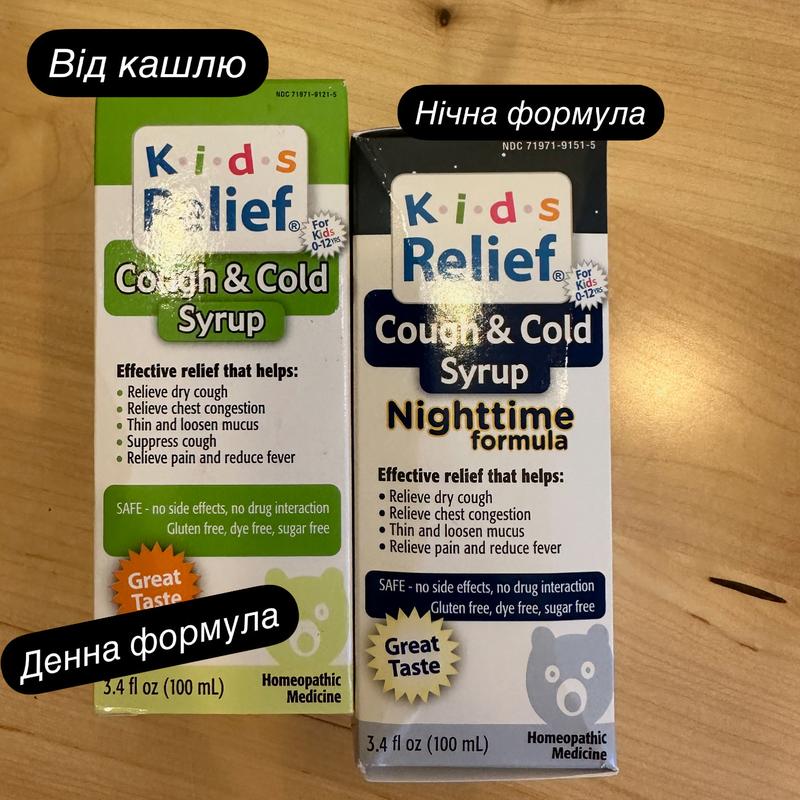 Від кашлю
NDC 71971-9121-5
Kids
Relief®
For
Kids
0-12YRS
Cough & Cold
Syrup
Effective relief that helps:
• Relieve dry cough
• Relieve chest congestion
• Thin and loosen mucus
• Suppress cough
• Relieve pain and reduce fever
SAFE - no side effects, no drug interaction
Gluten free, dye free, sugar free
Great
Taste
Денна формула
3.4 fl oz (100 mL)
Homeopathic
Medicine
Нічна формула
NDC 71971-9151-5
Kids
Relief®
For
Kids
0-12YRS
Cough & Cold
Syrup
Nighttime
formula
Effective relief that helps:
• Relieve dry cough
• Relieve chest congestion
• Thin and loosen mucus
• Relieve pain and reduce fever
SAFE - no side effects, no drug interaction
Gluten free, dye free, sugar free
Great
Taste
3.4 fl oz (100 mL)
Homeopathic
Medicine